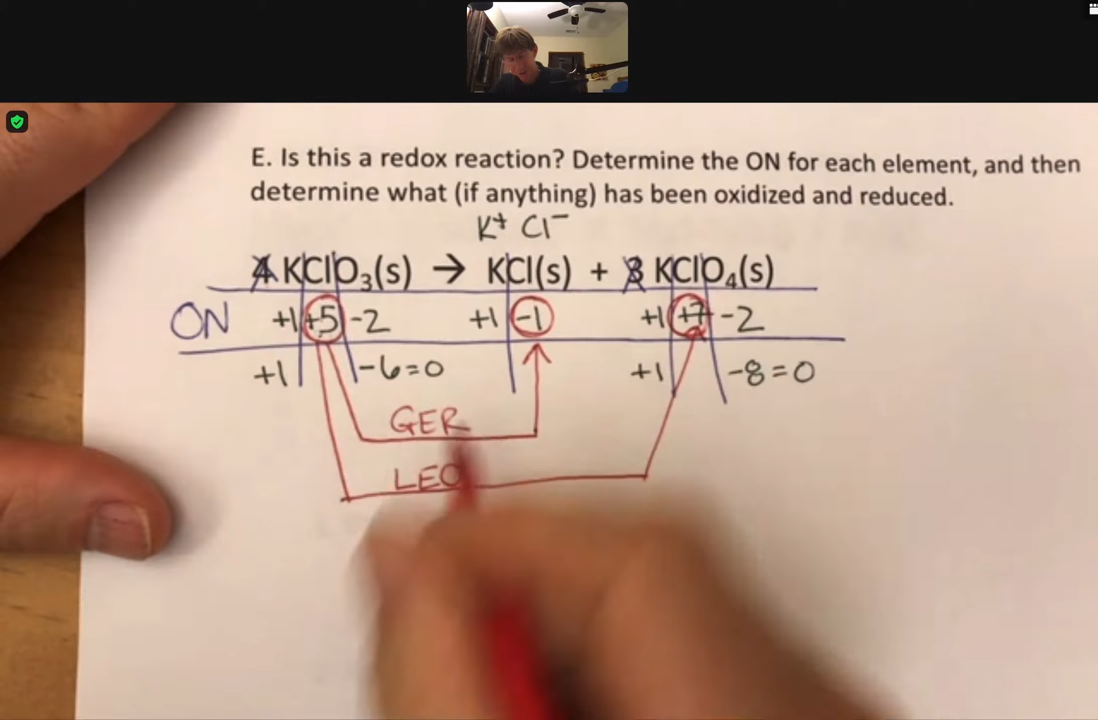 E. Is this a redox reaction? Determine the ON for each element, and then
determine what (if anything) has been oxidized and reduced.
K⁺ Cl⁻
4 KClO₃(s) → KCl(s) + 3 KClO₄(s)
ON +1 +5 -2 +1 -1 +1 +7 -2
+1 -6=0 +1 -8=0
GER
LEO